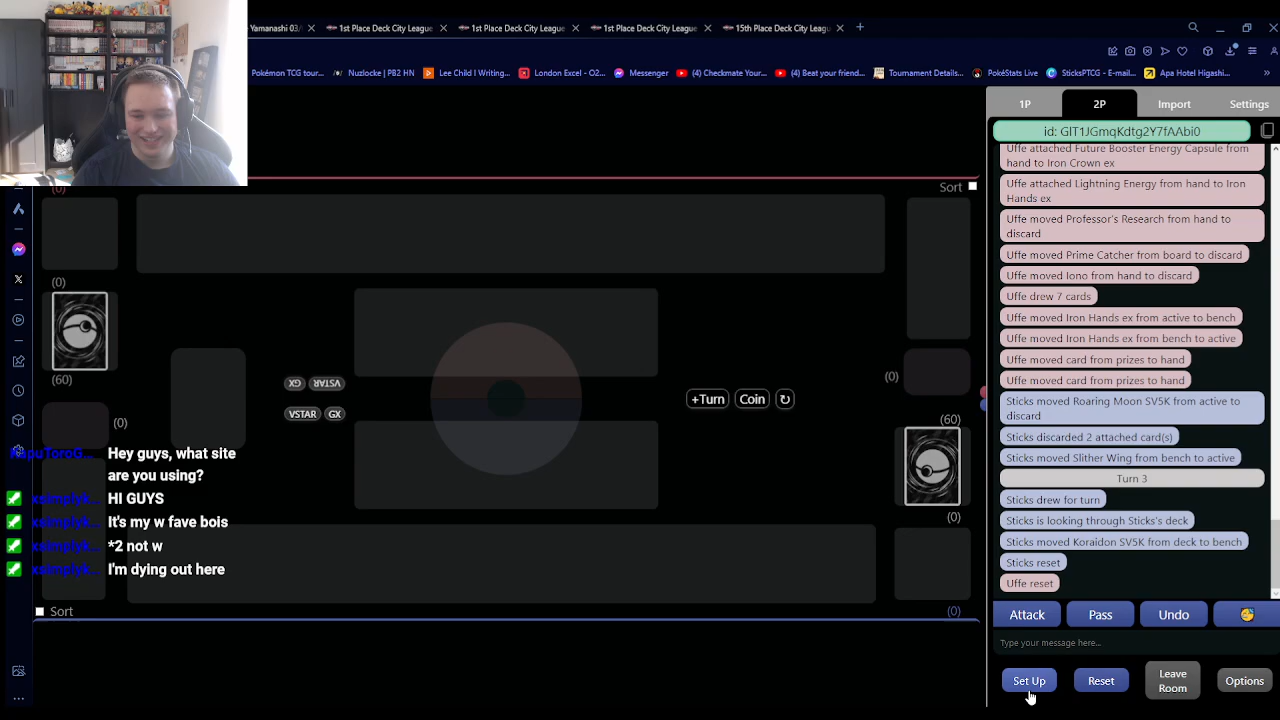 Yamanashi 03/
1st Place Deck City League
1st Place Deck City League
1st Place Deck City League
15th Place Deck City Leagu
Pokémon TCG tour...
Nuzlocke | PB2 HN
Lee Child I Writing...
London Excel - O2...
Messenger
(4) Checkmate Your...
(4) Beat your friend...
Tournament Details...
PokéStats Live
SticksPTCG - E-mail...
Apa Hotel Higashi...
1P
2P
Import
Settings
id: GlT1JGmqKdtg2Y7fAAbi0
Uffe attached Future Booster Energy Capsule from
hand to Iron Crown ex
Uffe attached Lightning Energy from hand to Iron
Hands ex
Uffe moved Professor's Research from hand to
discard
Uffe moved Prime Catcher from board to discard
Uffe moved Iono from hand to discard
Uffe drew 7 cards
Uffe moved Iron Hands ex from active to bench
Uffe moved Iron Hands ex from bench to active
Uffe moved card from prizes to hand
Uffe moved card from prizes to hand
Sticks moved Roaring Moon SV5K from active to
discard
Sticks discarded 2 attached card(s)
Sticks moved Slither Wing from bench to active
Turn 3
Sticks drew for turn
Sticks is looking through Sticks's deck
Sticks moved Koraidon SV5K from deck to bench
Sticks reset
Uffe reset
Attack
Pass
Undo
Type your message here...
Set Up
Reset
Leave
Room
Options
(0)
Sort
(0)
(60)
(0)
GX
VSTAR
VSTAR
GX
+Turn
Coin
(0)
(60)
(0)
Sort
(0)
Hey guys, what site
are you using?
xsimplyk... HI GUYS
xsimplyk... It's my w fave bois
xsimplyk... *2 not w
xsimplyk... I'm dying out here